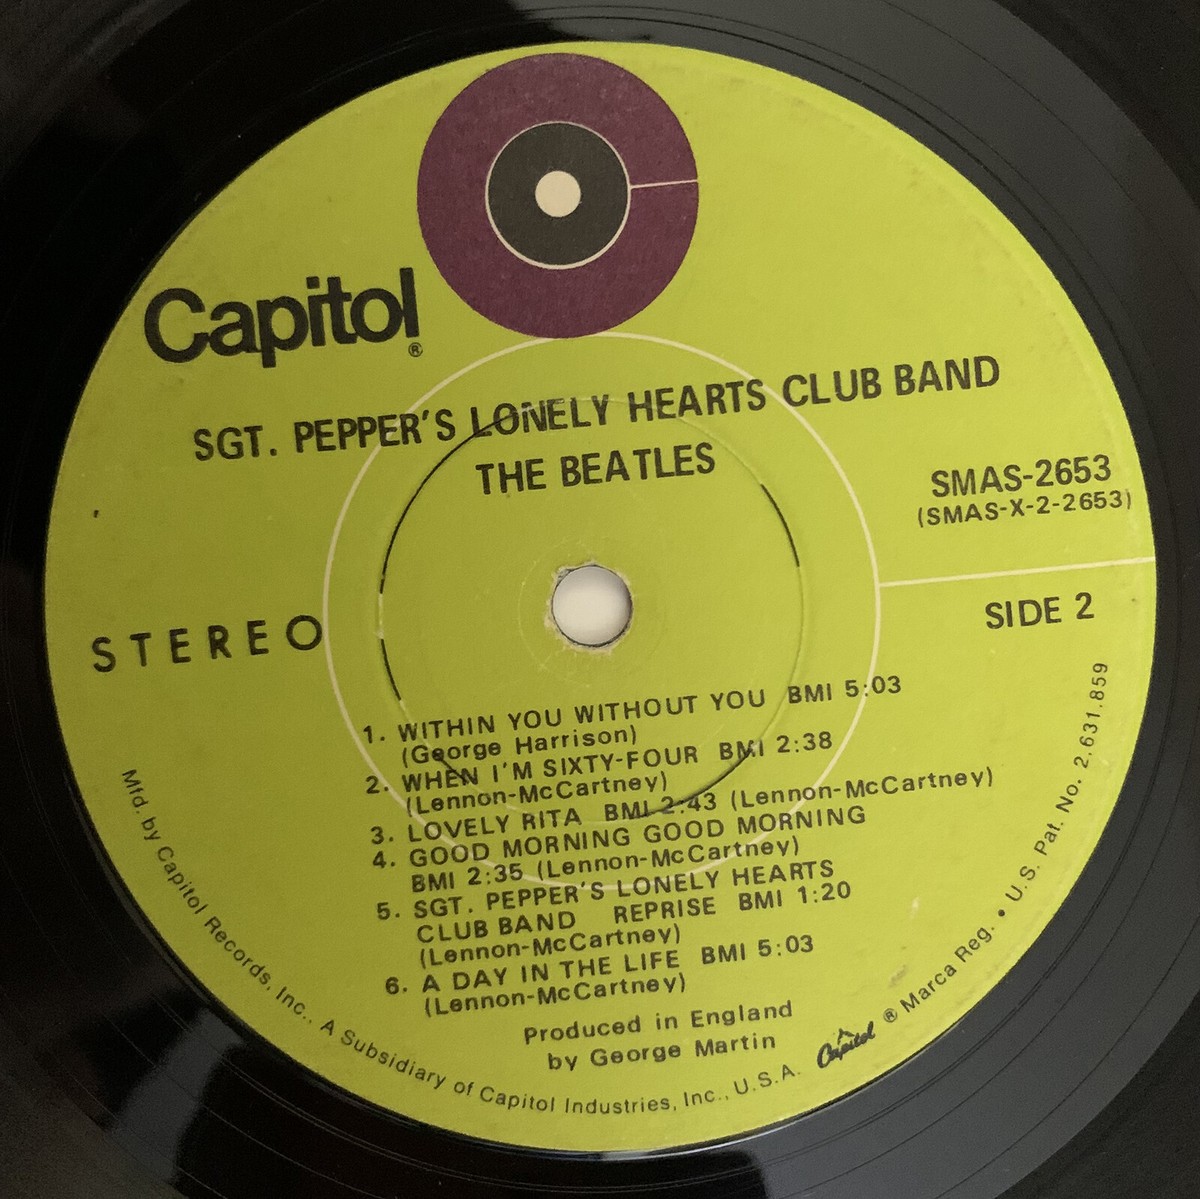 Capitol®
SGT. PEPPER'S LONELY HEARTS CLUB BAND
THE BEATLES
SMAS-2653
(SMAS-X-2-2653)
STEREO
SIDE 2
1. WITHIN YOU WITHOUT YOU BMI 5:03
(George Harrison)
2. WHEN I'M SIXTY-FOUR BMI 2:38
(Lennon-McCartney)
3. LOVELY RITA BMI 2:43 (Lennon-McCartney)
4. GOOD MORNING GOOD MORNING
BMI 2:35 (Lennon-McCartney)
5. SGT. PEPPER'S LONELY HEARTS
CLUB BAND REPRISE BMI 1:20
(Lennon-McCartney)
6. A DAY IN THE LIFE BMI 5:03
(Lennon-McCartney)
Produced in England
by George Martin
Mfd. by Capitol Records, Inc., A Subsidiary of Capitol Industries, Inc., U.S.A. Capitol ® Marca Reg. • U.S. Pat. No. 2,631,859